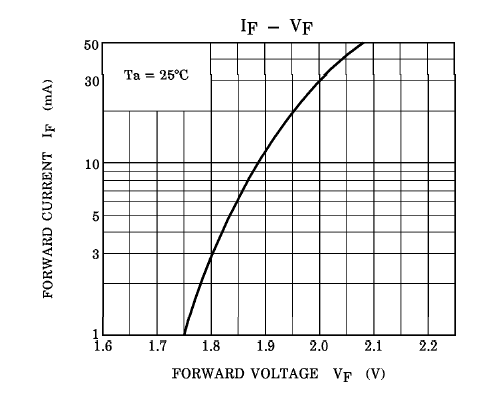 IF – VF
Ta = 25°C
FORWARD CURRENT IF (mA)
50
30
10
5
3
1
1.6 1.7 1.8 1.9 2.0 2.1 2.2
FORWARD VOLTAGE VF (V)